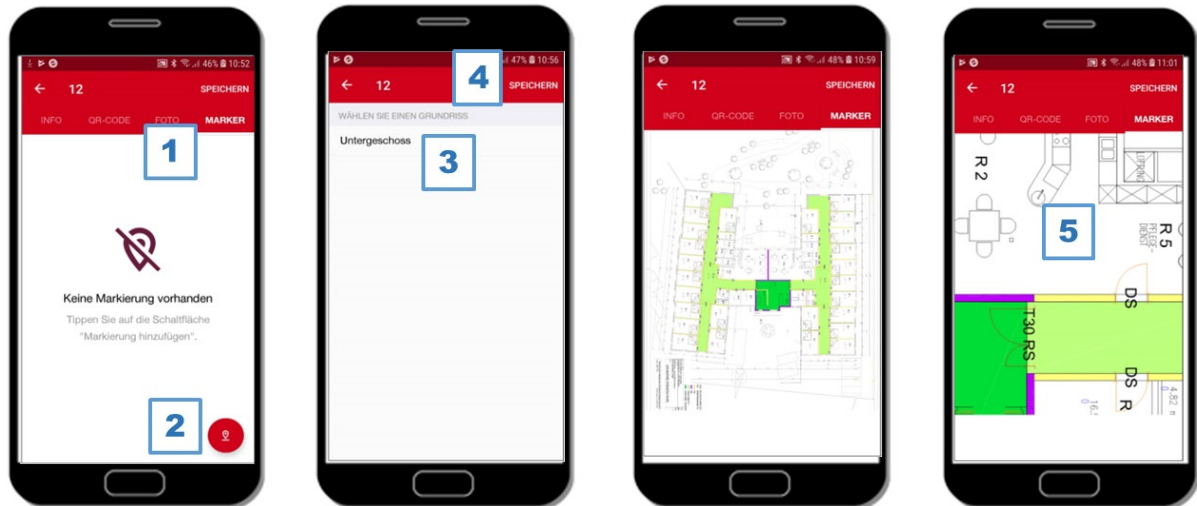 46% 10:52
12
SPEICHERN
INFO QR-CODE FOTO MARKER
1
Keine Markierung vorhanden
Tippen Sie auf die Schaltfläche
"Markierung hinzufügen".
2
47% 10:56
4
12
SPEICHERN
WÄHLEN SIE EINEN GRUNDRISS
Untergeschoss
3
48% 10:59
12
SPEICHERN
INFO QR-CODE FOTO MARKER
48% 11:01
12
SPEICHERN
INFO QR-CODE FOTO MARKER
R 2
5
R 5
PFLEGE-
DIENST
DS
T30 RS
DS R
4.82 m